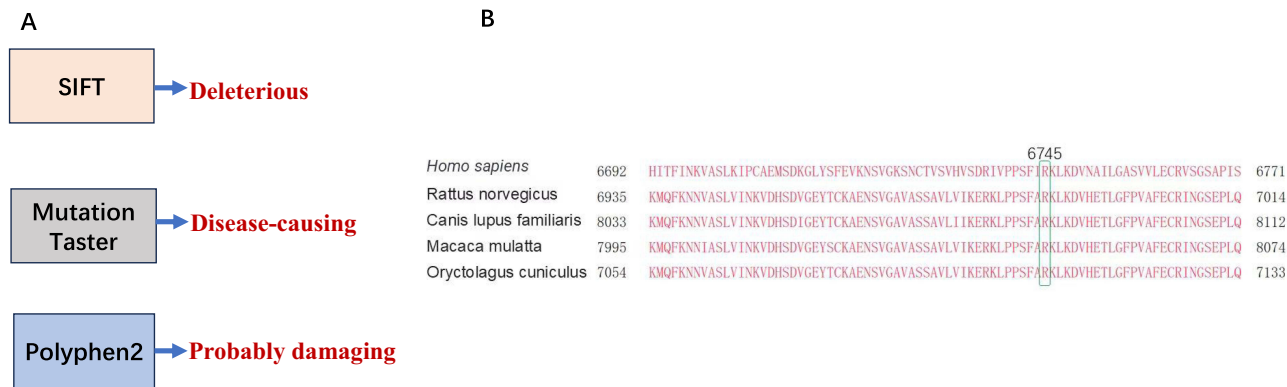 A
B
SIFT
Deleterious
Mutation
Taster
Disease-causing
Polyphen2
Probably damaging
6745
Homo sapiens 6692 HITFINKVASLKIPCAEMSDKGLYSFEVKNSVGKSNCTVSVHVSDRIVPPSFIRKLKDVNAILGASVVLECRVSGSAPIS 6771
Rattus norvegicus 6935 KMQFKNNVASLVINKVDHSDVGEYTCKAENSVGAVASSAVLVIKERKLPPSFARKLKDVHETLGFPVAFECRINGSEPLQ 7014
Canis lupus familiaris 8033 KMQFKNNVASLVINKVDHSDIGEYTCKAENSVGAVASSAVLIIKERKLPPSFARKLKDVHETLGFPVAFECRINGSEPLQ 8112
Macaca mulatta 7995 KMQFKNNIASLVINKVDHSDVGEYSCKAENSVGAVASSAVLVIKERKLPPSFARKLKDVHETLGFPVAFECRINGSEPLQ 8074
Oryctolagus cuniculus 7054 KMQFKNNVASLVINKVDHSDVGEYTCKAENSVGAVASSAVLVIKERKLPPSFARKLKDVHETLGFPVAFECRINGSEPLQ 7133